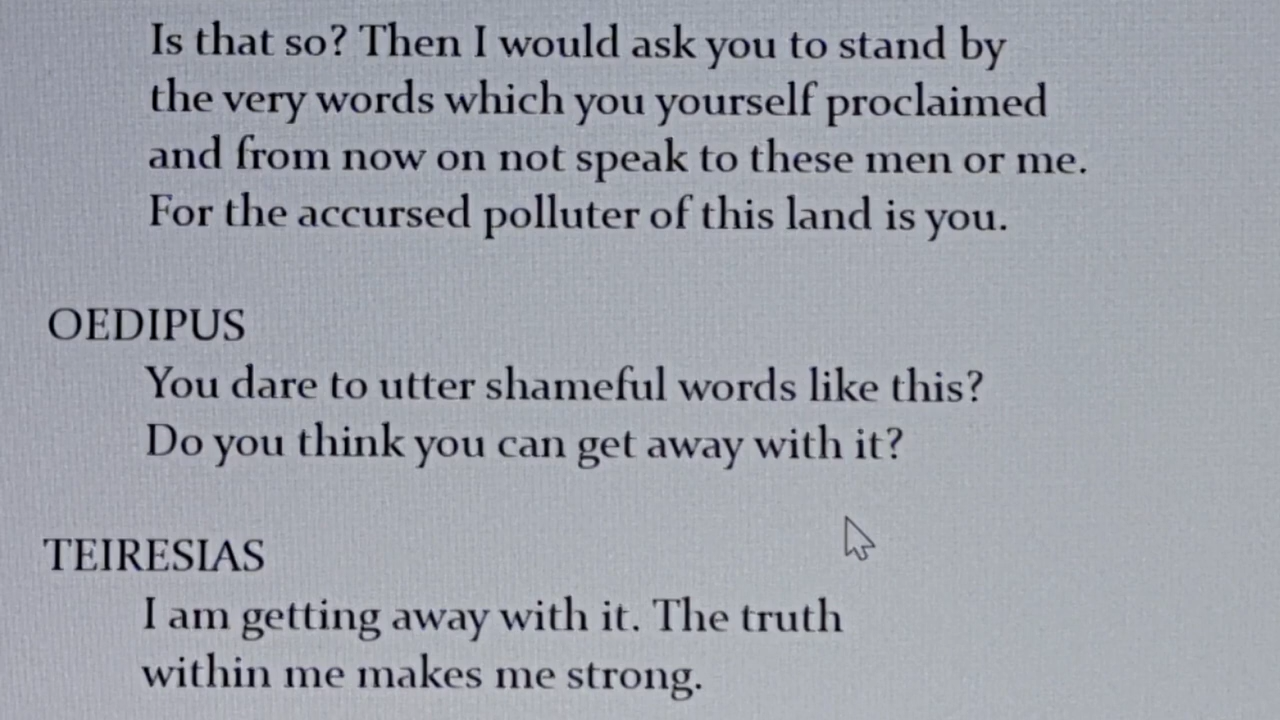 Is that so? Then I would ask you to stand by
the very words which you yourself proclaimed
and from now on not speak to these men or me.
For the accursed polluter of this land is you.
OEDIPUS
You dare to utter shameful words like this?
Do you think you can get away with it?
TEIRESIAS
I am getting away with it. The truth
within me makes me strong.